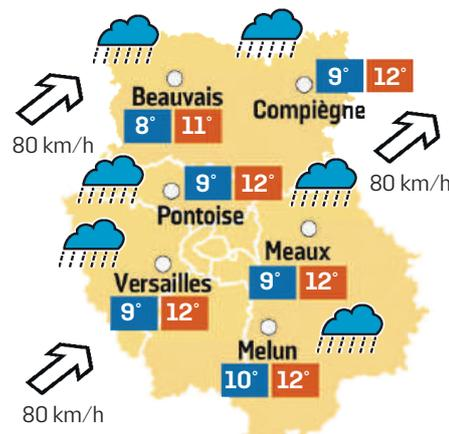 9° 12°
Beauvais
Compiègne
8° 11°
80 km/h
9° 12°
80 km/h
Pontoise
Meaux
Versailles
9° 12°
9° 12°
Melun
10° 12°
80 km/h